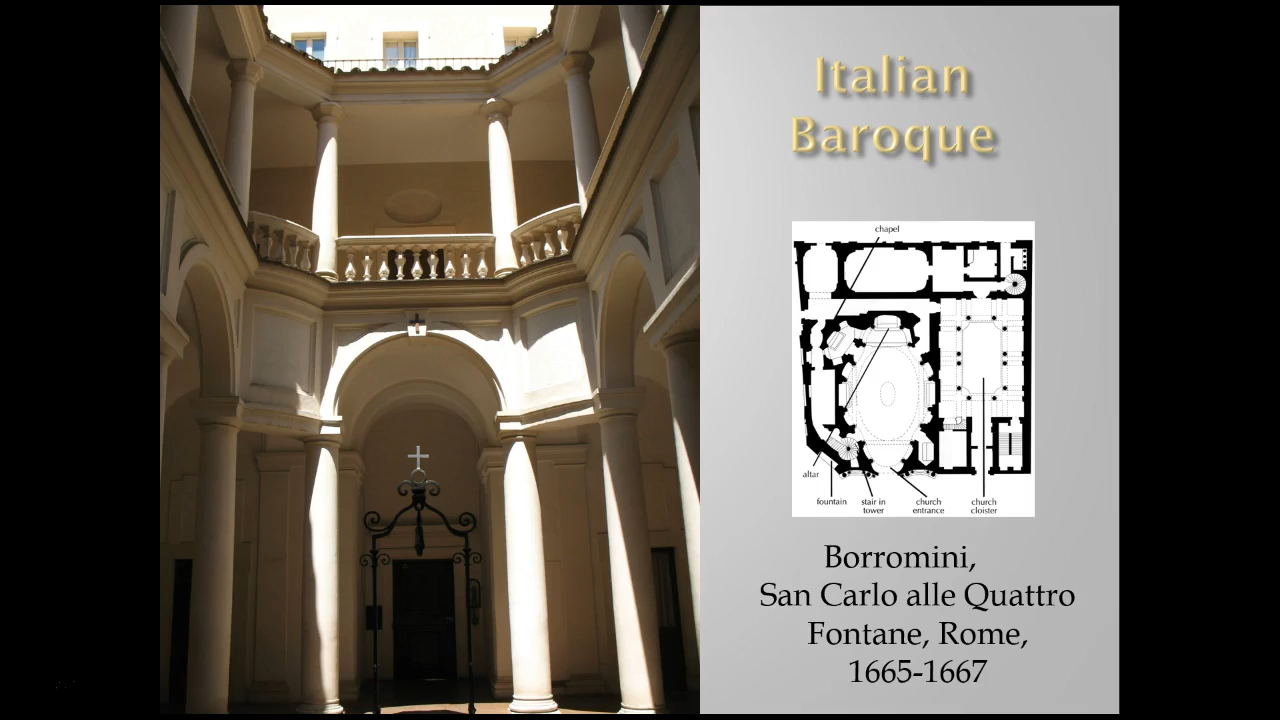 Italian
Baroque
chapel
altar
fountain
stair in
tower
church
entrance
church
cloister
Borromini,
San Carlo alle Quattro
Fontane, Rome,
1665-1667